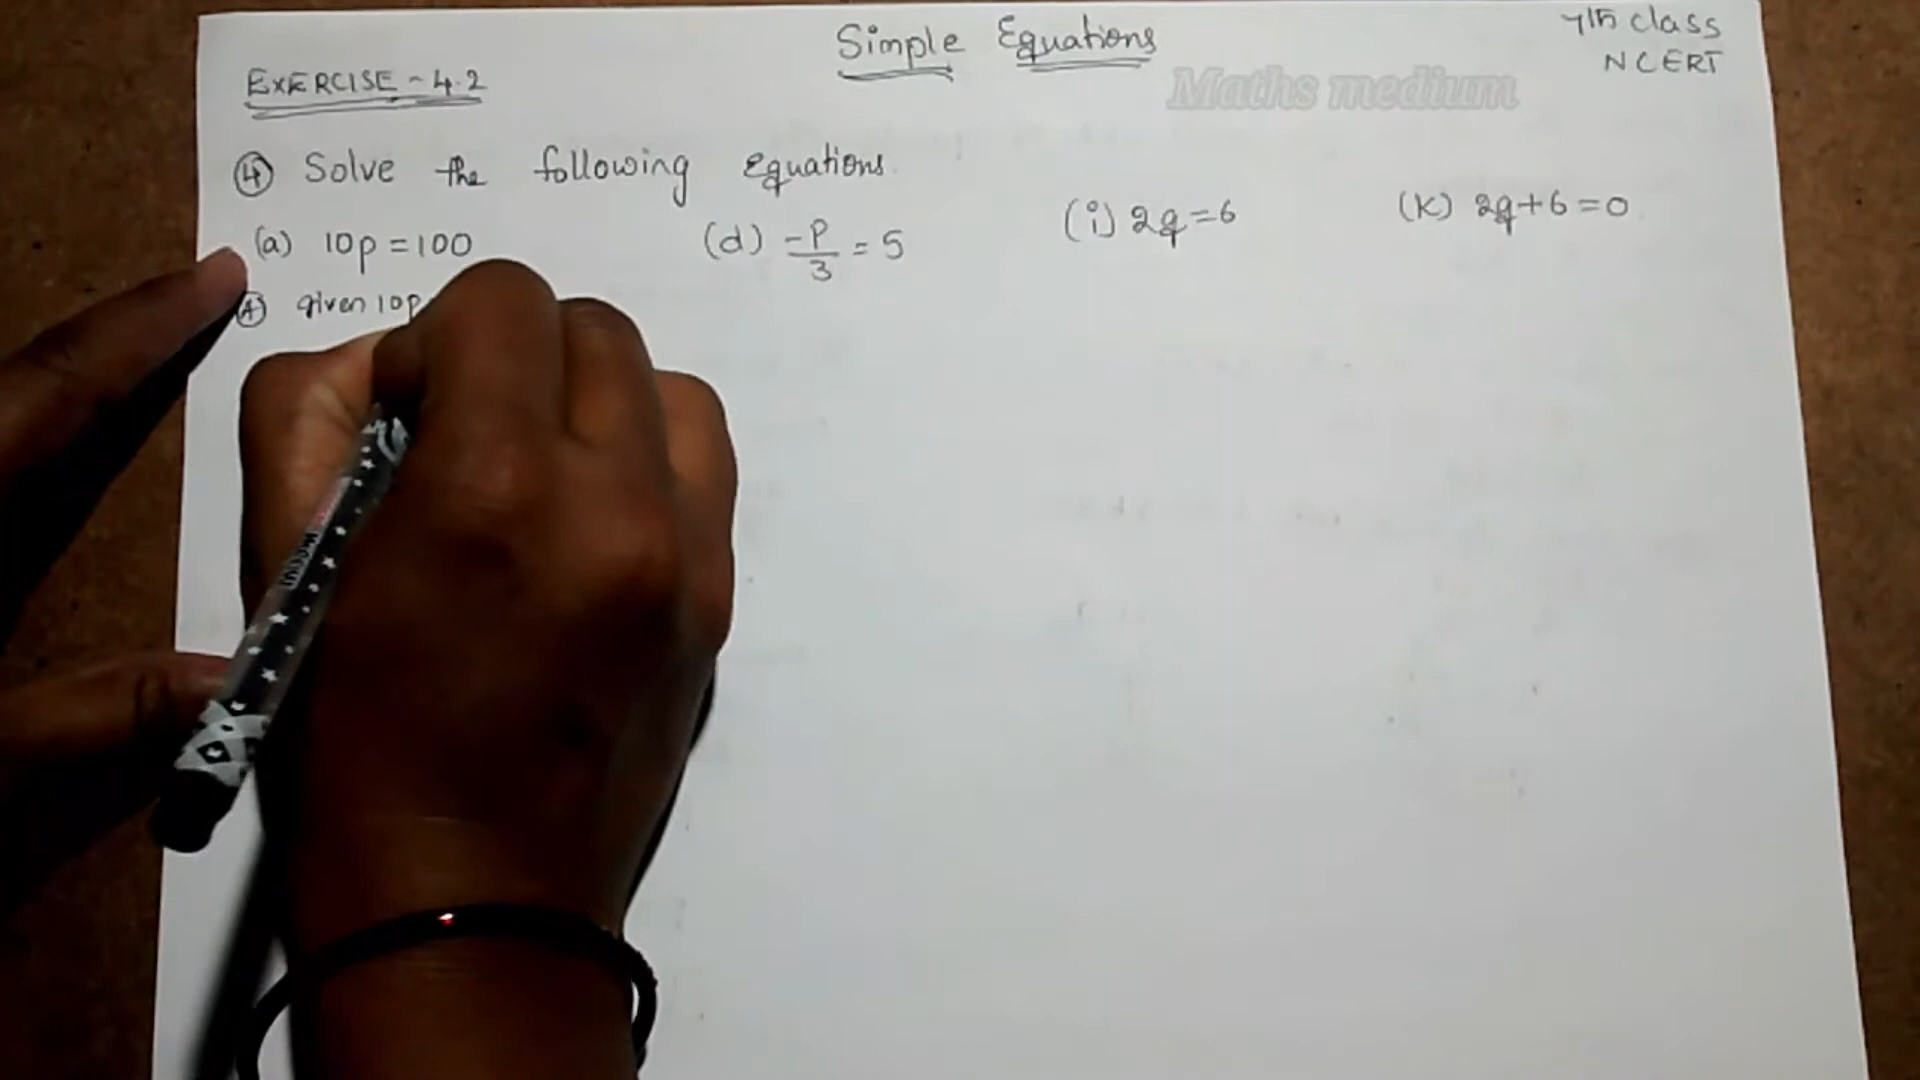 Simple Equations
7th class
NCERT
Maths medium
EXERCISE - 4.2
(4) Solve the following Equations.
(a) 10p = 100 (d) -P/3 = 5 (i) 2q = 6 (K) 2q + 6 = 0
(A) given 10p